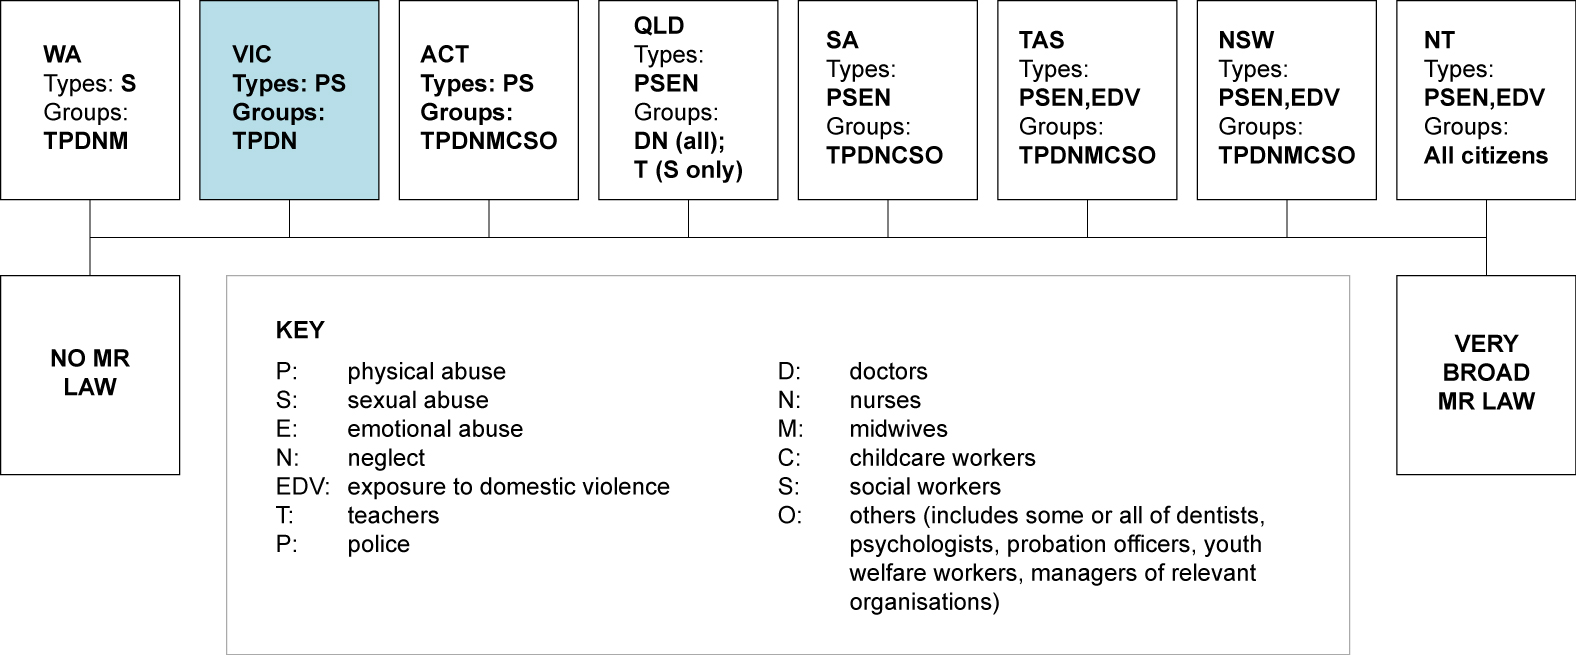 WA
Types: S
Groups:
TPDNM
VIC
Types: PS
Groups:
TPDN
ACT
Types: PS
Groups:
TPDNMCSO
QLD
Types:
PSEN
Groups:
DN (all);
T (S only)
SA
Types:
PSEN
Groups:
TPDNCSO
TAS
Types:
PSEN,EDV
Groups:
TPDNMCSO
NSW
Types:
PSEN,EDV
Groups:
TPDNMCSO
NT
Types:
PSEN,EDV
Groups:
All citizens
NO MR
LAW
KEY
P: physical abuse
S: sexual abuse
E: emotional abuse
N: neglect
EDV: exposure to domestic violence
T: teachers
P: police
D: doctors
N: nurses
M: midwives
C: childcare workers
S: social workers
O: others (includes some or all of dentists,
psychologists, probation officers, youth
welfare workers, managers of relevant
organisations)
VERY
BROAD
MR LAW